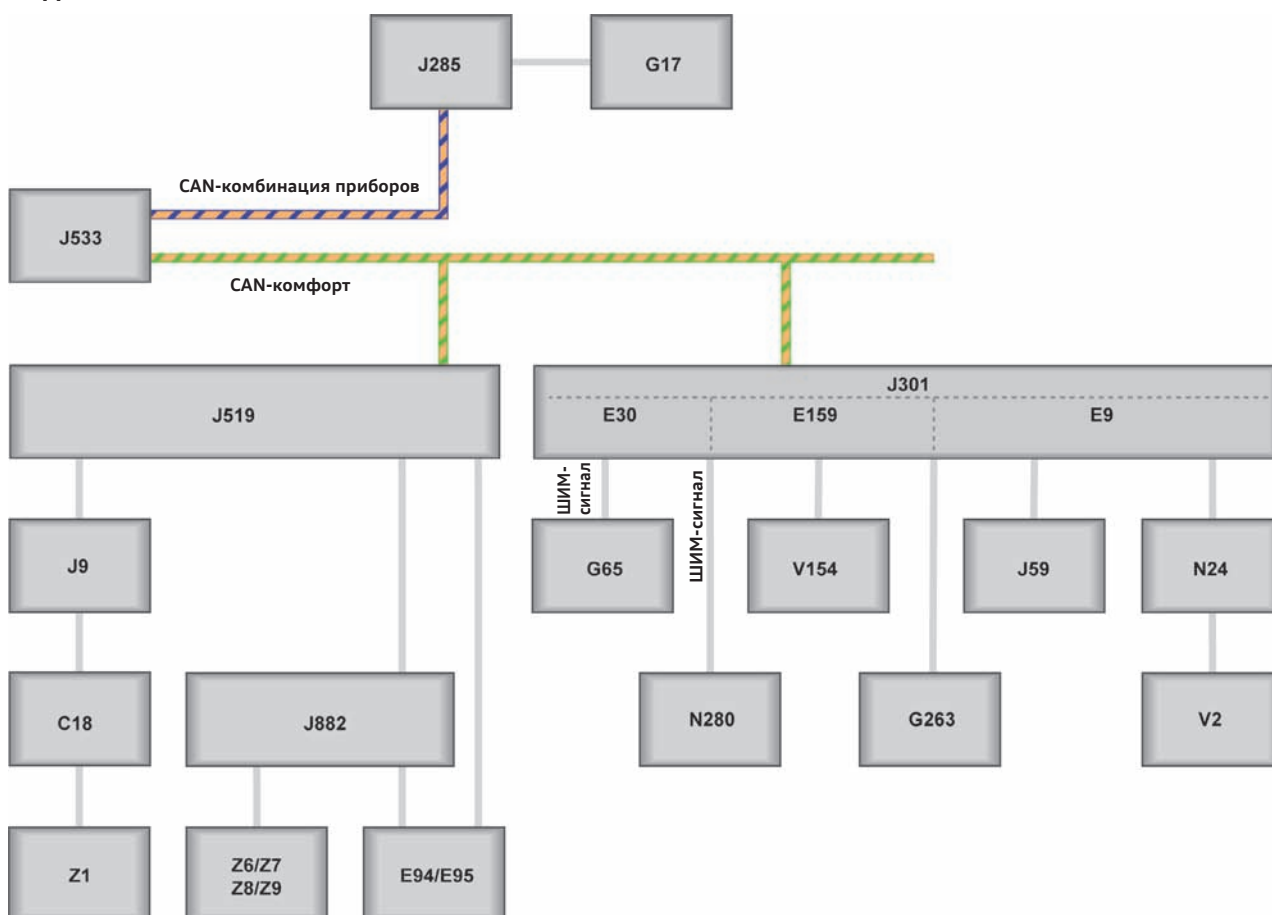 J285
G17
CAN-комбинация приборов
J533
CAN-комфорт
J519
J301
E30
E159
E9
ШИМ-
сигнал
ШИМ-сигнал
J9
G65
V154
J59
N24
C18
J882
N280
G263
V2
Z1
Z6/Z7
Z8/Z9
E94/E95